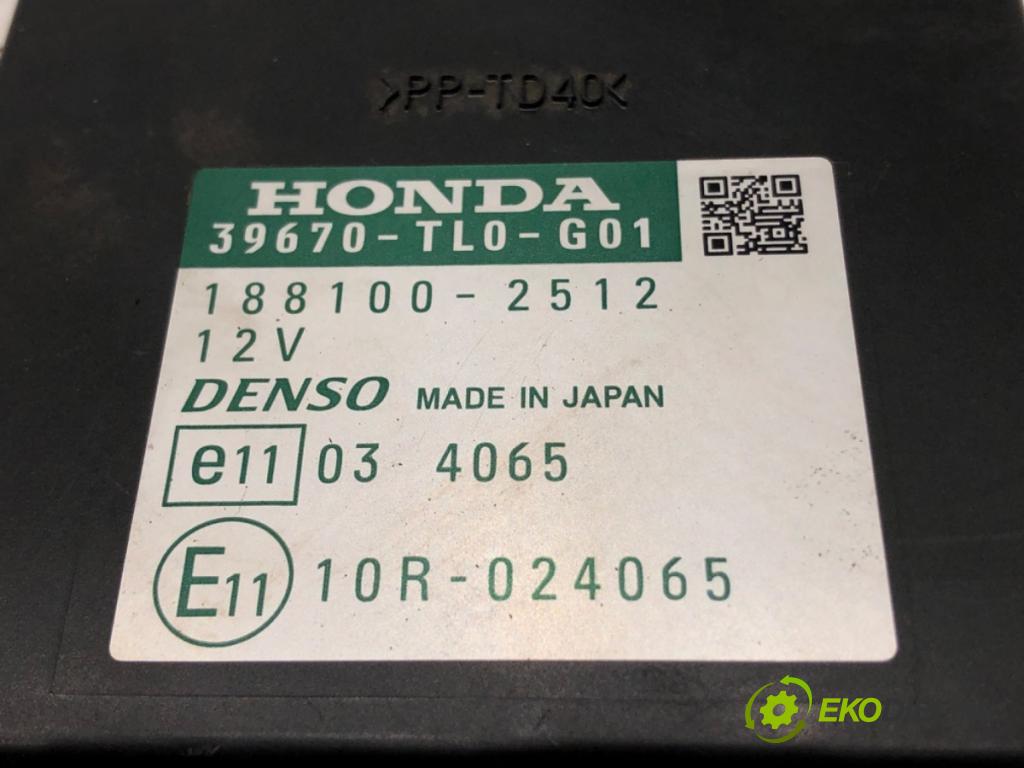 >PP-TD40<
HONDA
39670-TL0-G01
188100-2512
12V
DENSO MADE IN JAPAN
e11 03 4065
E11 10R-024065
EKO